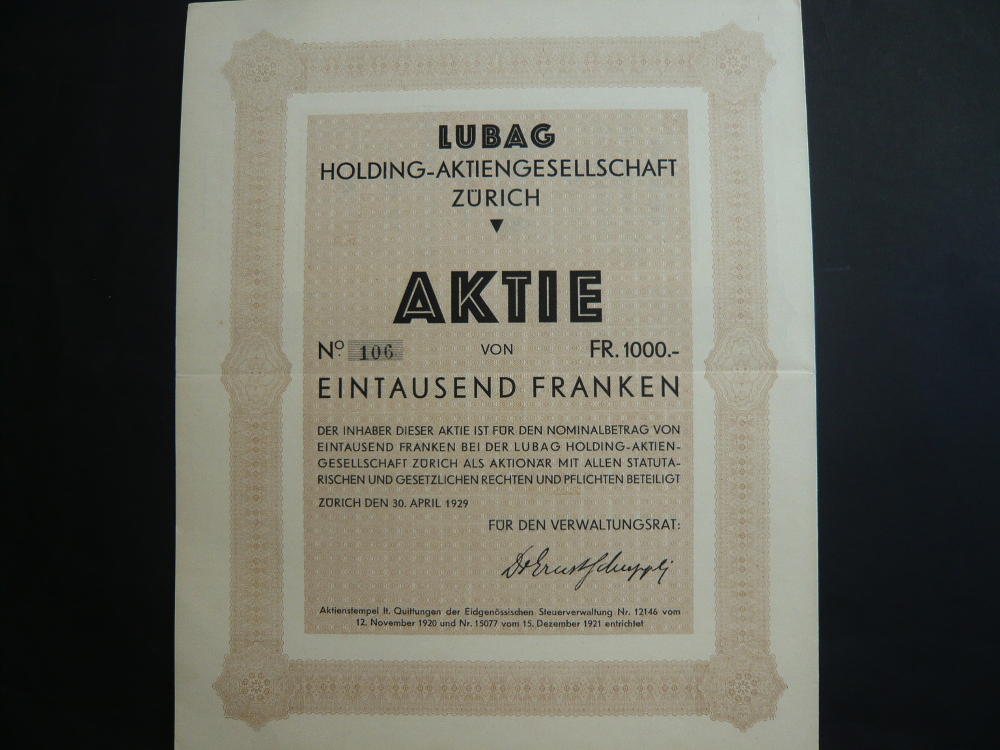 LUBAG
HOLDING-AKTIENGESELLSCHAFT
ZÜRICH
AKTIE
Nº 106 VON FR. 1000.-
EINTAUSEND FRANKEN
DER INHABER DIESER AKTIE IST FÜR DEN NOMINALBETRAG VON
EINTAUSEND FRANKEN BEI DER LUBAG HOLDING-AKTIEN-
GESELLSCHAFT ZÜRICH ALS AKTIONÄR MIT ALLEN STATUTA-
RISCHEN UND GESETZLICHEN RECHTEN UND PFLICHTEN BETEILIGT
ZÜRICH DEN 30. APRIL 1929
FÜR DEN VERWALTUNGSRAT:
Dr Ernst Schuppli
Aktienstempel lt. Quittungen der Eidgenössischen Steuerverwaltung Nr. 12146 vom
12. November 1920 und Nr. 15077 vom 15. Dezember 1921 entrichtet